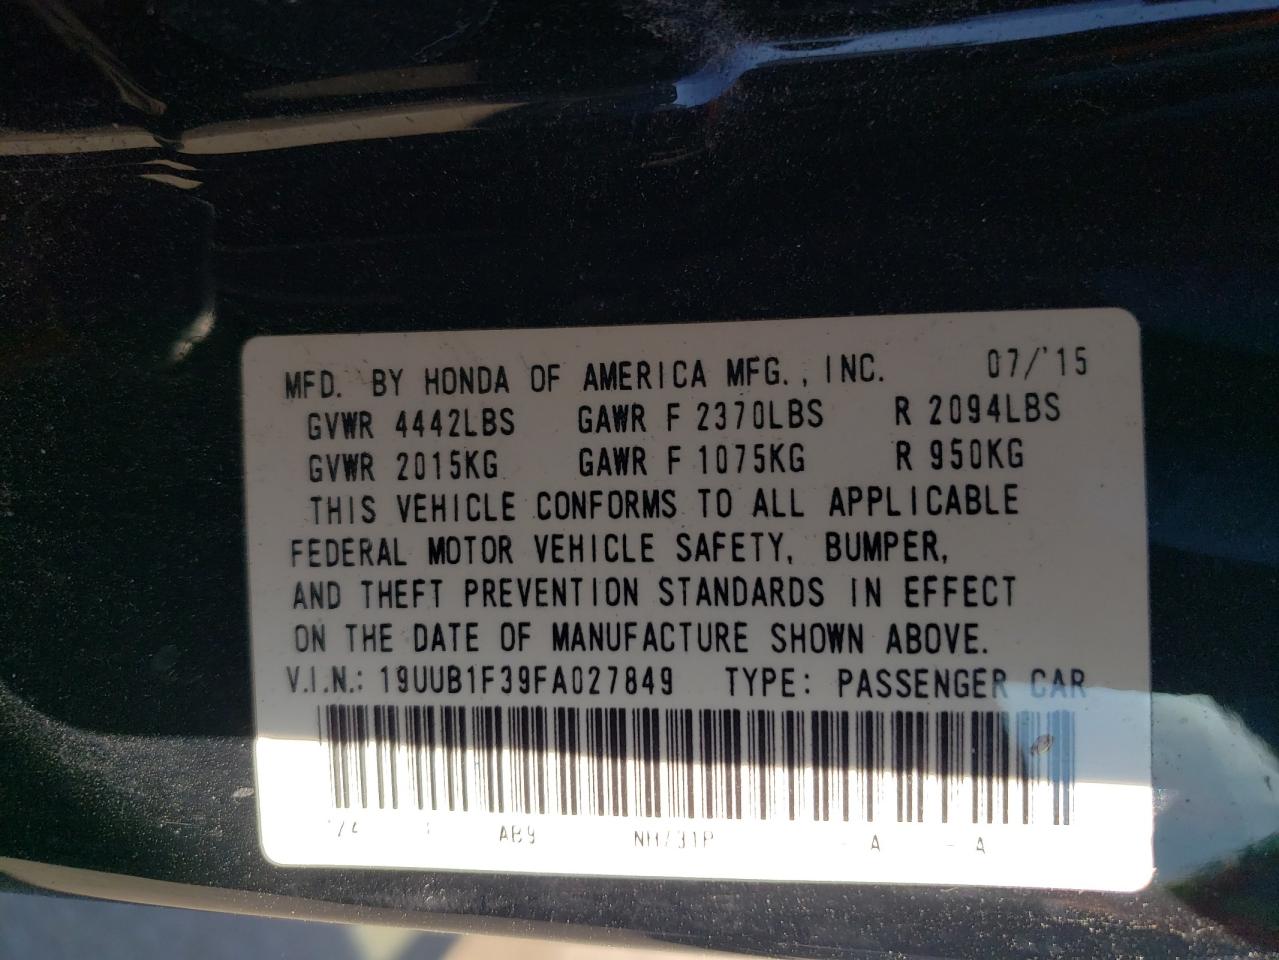 MFD. BY HONDA OF AMERICA MFG., INC. 07/'15
GVWR 4442LBS GAWR F 2370LBS R 2094LBS
GVWR 2015KG GAWR F 1075KG R 950KG
THIS VEHICLE CONFORMS TO ALL APPLICABLE
FEDERAL MOTOR VEHICLE SAFETY, BUMPER,
AND THEFT PREVENTION STANDARDS IN EFFECT
ON THE DATE OF MANUFACTURE SHOWN ABOVE.
V.I.N.: 19UUB1F39FA027849 TYPE: PASSENGER CAR
AB9 NH731P - A - A